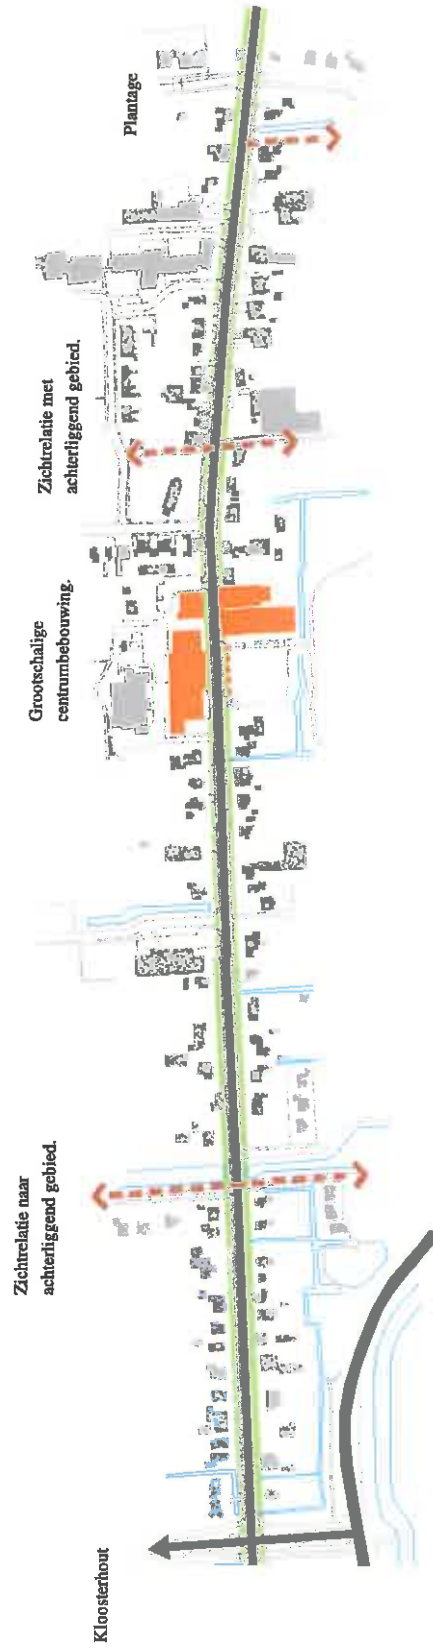 Kloosterhout
Zichtrelatie naar
achterliggend gebied.
Grootschalige
centrumbebouwing.
Zichtrelatie met
achterliggend gebied.
Plantage